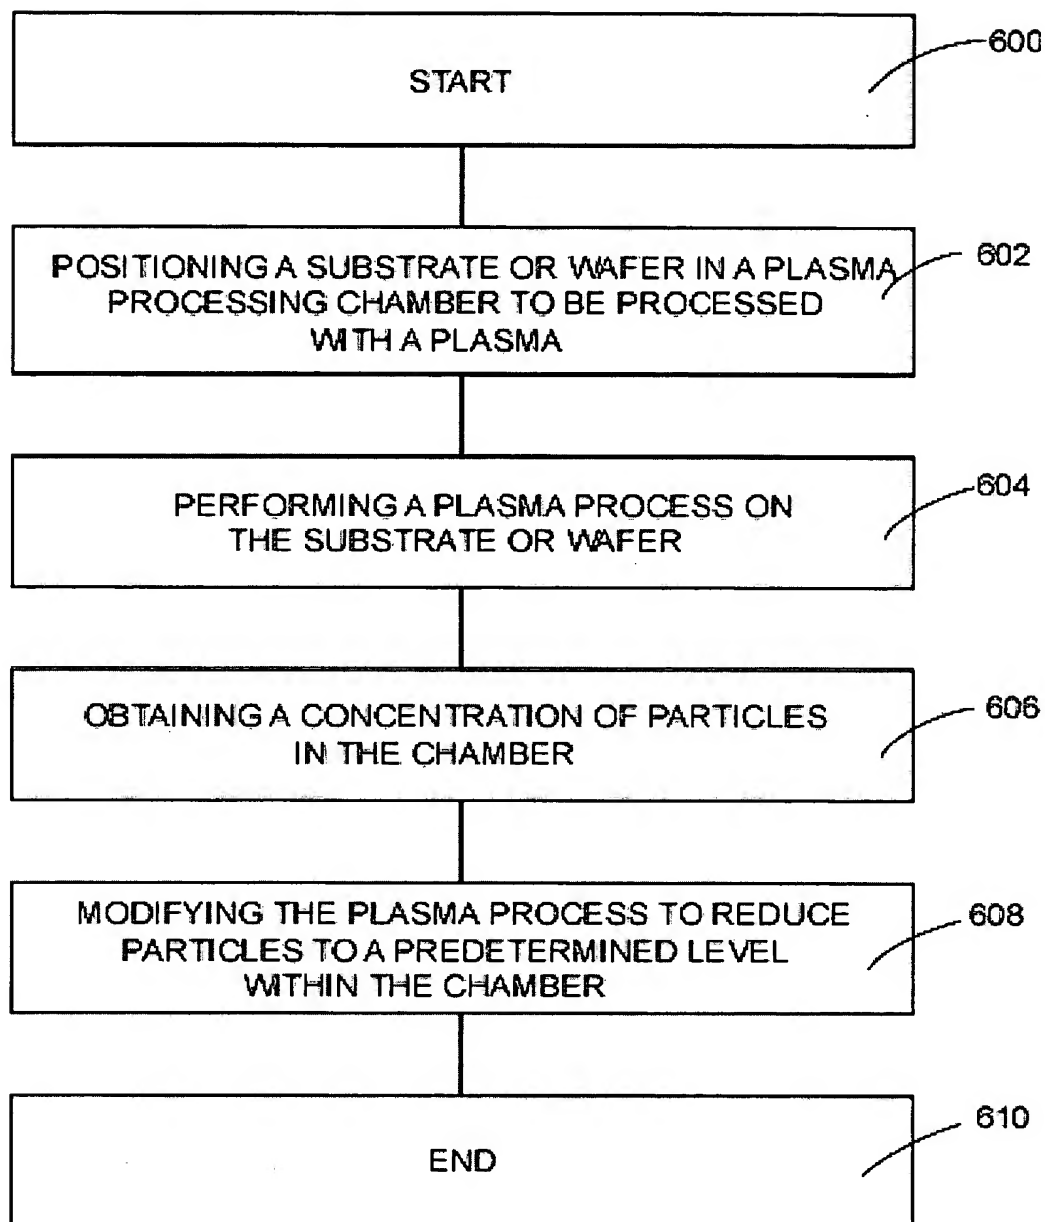 START
600
POSITIONING A SUBSTRATE OR WAFER IN A PLASMA
PROCESSING CHAMBER TO BE PROCESSED
WITH A PLASMA
602
PERFORMING A PLASMA PROCESS ON
THE SUBSTRATE OR WAFER
604
OBTAINING A CONCENTRATION OF PARTICLES
IN THE CHAMBER
606
MODIFYING THE PLASMA PROCESS TO REDUCE
PARTICLES TO A PREDETERMINED LEVEL
WITHIN THE CHAMBER
608
END
610